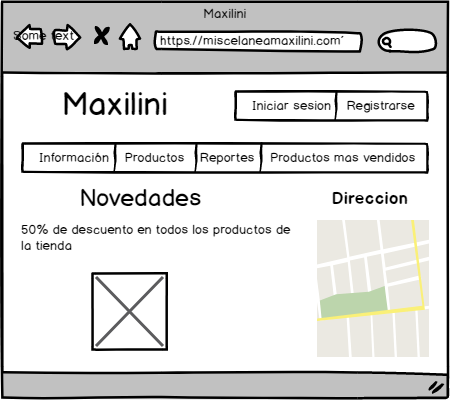 Maxilini
Some text
https://miscelaneamaxilini.com´
Maxilini
Iniciar sesion
Registrarse
Información
Productos
Reportes
Productos mas vendidos
Novedades
Direccion
50% de descuento en todos los productos de
la tienda